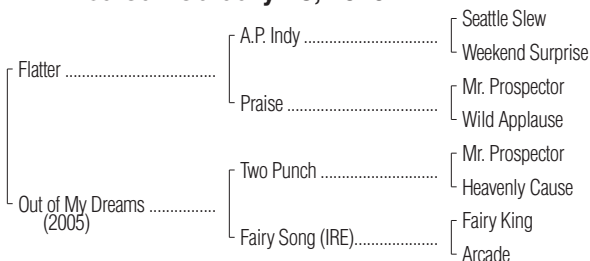 Seattle Slew
A.P. Indy
Weekend Surprise
Flatter
Mr. Prospector
Praise
Wild Applause
Mr. Prospector
Two Punch
Heavenly Cause
Out of My Dreams
(2005)
Fairy King
Fairy Song (IRE)
Arcade